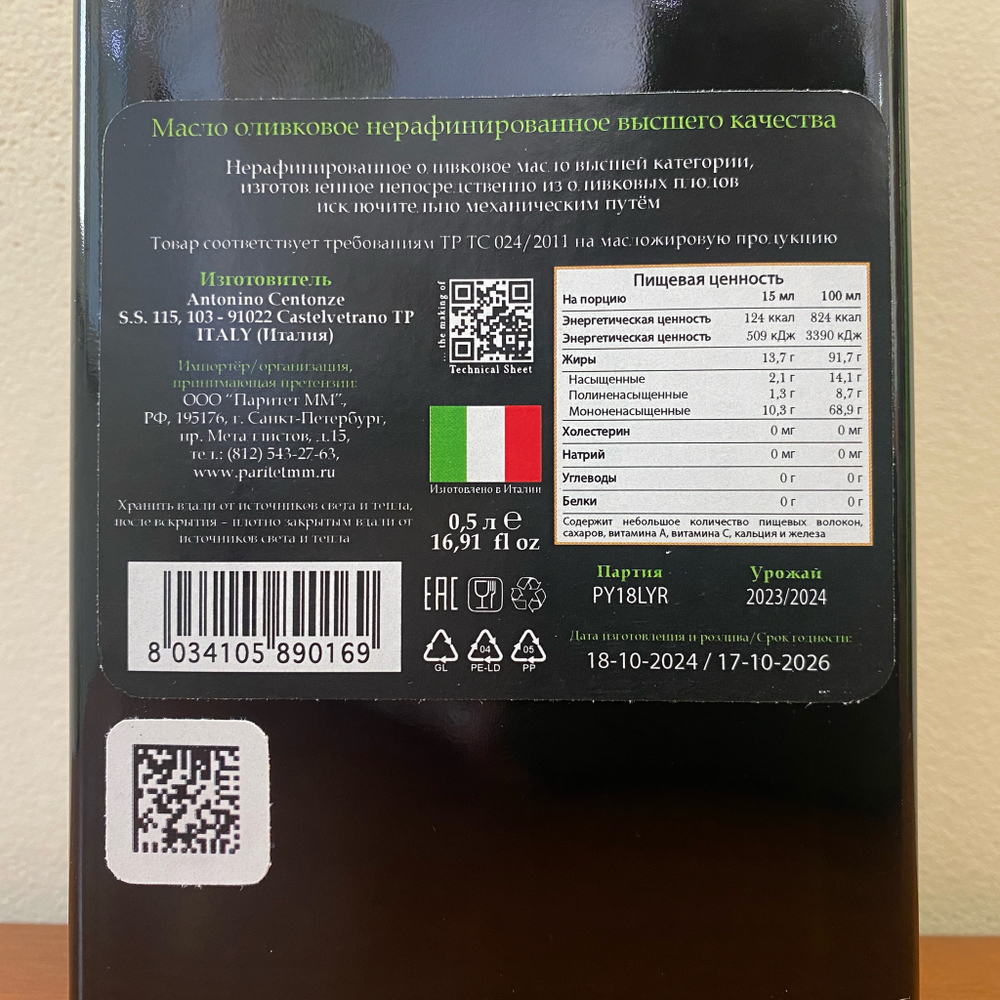 Масло оливковое нерафинированное высшего качества
Нерафинированное оливковое масло высшей категории,
изготовленное непосредственно из оливковых плодов
исключительно механическим путём
Товар соответствует требованиям ТР ТС 024/2011 на масложировую продукцию
Изготовитель
Antonino Centonze
S.S. 115, 103 - 91022 Castelvetrano TP
ITALY (Италия)
Импортёр/организация,
принимающая претензии:
ООО “Паритет ММ”,
РФ, 195176, г. Санкт-Петербург,
пр. Металлистов, д.15,
тел.: (812) 543-27-63,
www.paritetmm.ru
Хранить вдали от источников света и тепла,
после вскрытия – плотно закрытым вдали от
источников света и тепла
8 034105 890169
... the making of
Technical Sheet
Изготовлено в Италии
0,5 л ℮
16,91 fl oz
EAC
GL
04
PE-LD
05
PP
Пищевая ценность
На порцию 15 мл 100 мл
Энергетическая ценность 124 ккал 824 ккал
Энергетическая ценность 509 кДж 3390 кДж
Жиры 13,7 г 91,7 г
Насыщенные 2,1 г 14,1 г
Полиненасыщенные 1,3 г 8,7 г
Мононенасыщенные 10,3 г 68,9 г
Холестерин 0 мг 0 мг
Натрий 0 мг 0 мг
Углеводы 0 г 0 г
Белки 0 г 0 г
Содержит небольшое количество пищевых волокон,
сахаров, витамина А, витамина С, кальция и железа
Партия Урожай
PY18LYR 2023/2024
Дата изготовления и розлива/Срок годности:
18-10-2024 / 17-10-2026